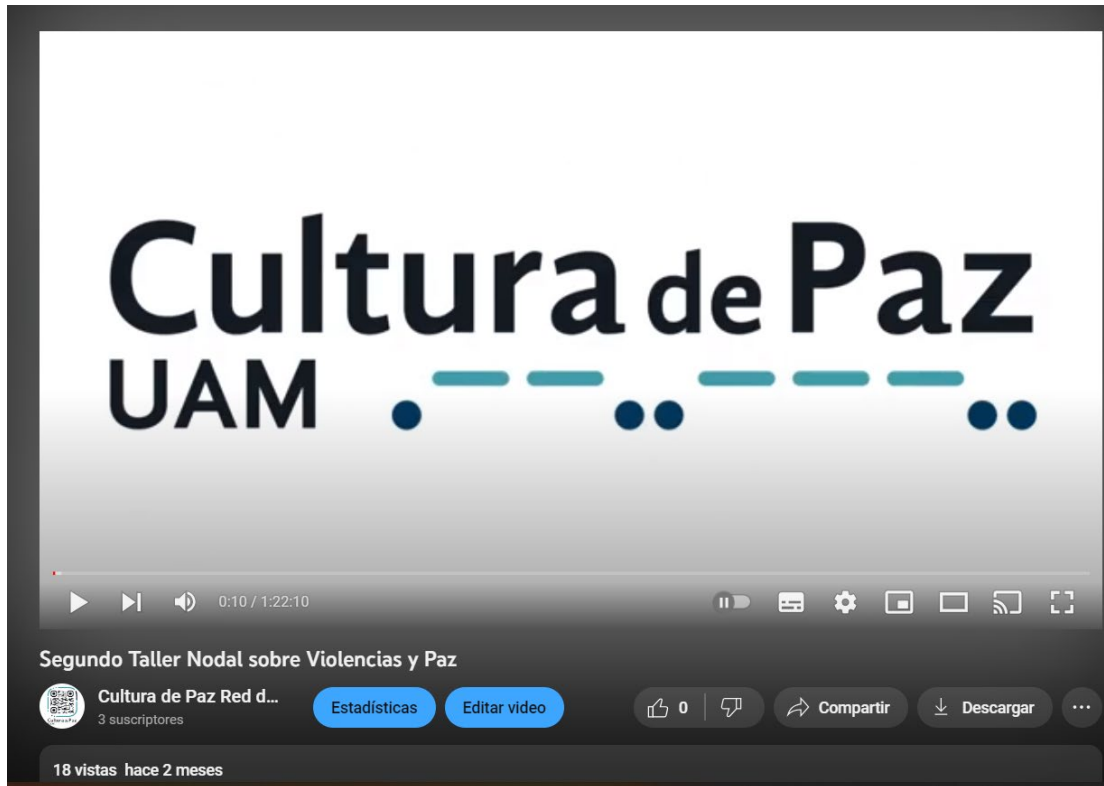 Cultura de Paz
UAM
0:10 / 1:22:10
Segundo Taller Nodal sobre Violencias y Paz
Cultura de Paz Red d...
3 suscriptores
Estadísticas
Editar video
0
Compartir
Descargar
18 vistas hace 2 meses